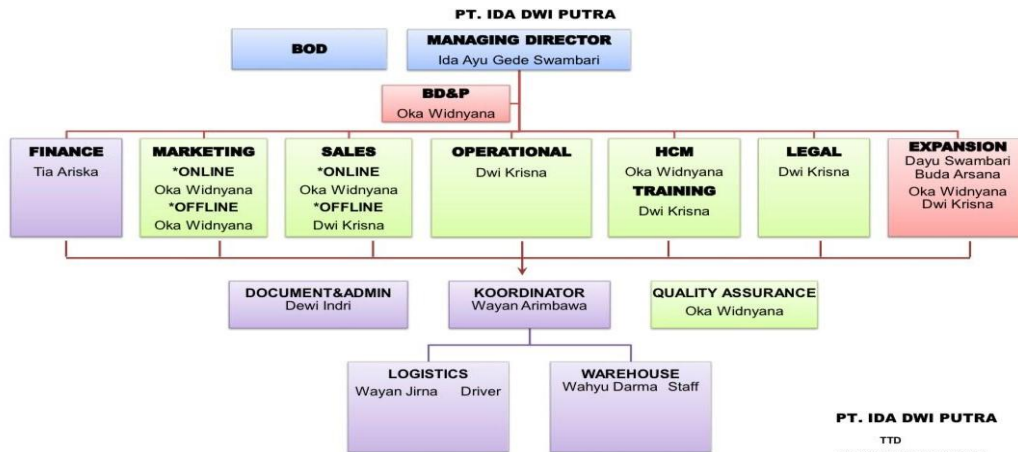 PT. IDA DWI PUTRA
BOD
MANAGING DIRECTOR
Ida Ayu Gede Swambari
BD&P
Oka Widnyana
FINANCE
Tia Ariska
MARKETING
*ONLINE
Oka Widnyana
*OFFLINE
Oka Widnyana
SALES
*ONLINE
Oka Widnyana
*OFFLINE
Dwi Krisna
OPERATIONAL
Dwi Krisna
HCM
Oka Widnyana
TRAINING
Dwi Krisna
LEGAL
Dwi Krisna
EXPANSION
Dayu Swambari
Buda Arsana
Oka Widnyana
Dwi Krisna
DOCUMENT&ADMIN
Dewi Indri
KOORDINATOR
Wayan Arimbawa
QUALITY ASSURANCE
Oka Widnyana
LOGISTICS
Wayan Jirna Driver
WAREHOUSE
Wahyu Darma Staff
PT. IDA DWI PUTRA
TTD